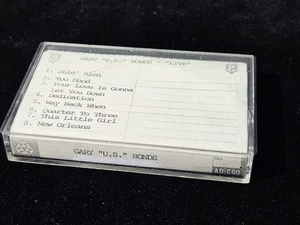 GARY "U.S." BONDS - "LIVE"
1. Jole' Blon
2. Too Good
3. Your Love Is Gonna
Let You Down
4. Dedication
5. Way Back When
6. Quarter To Three
7. This Little Girl
8. New Orleans
GARY "U.S." BONDS
AD C90